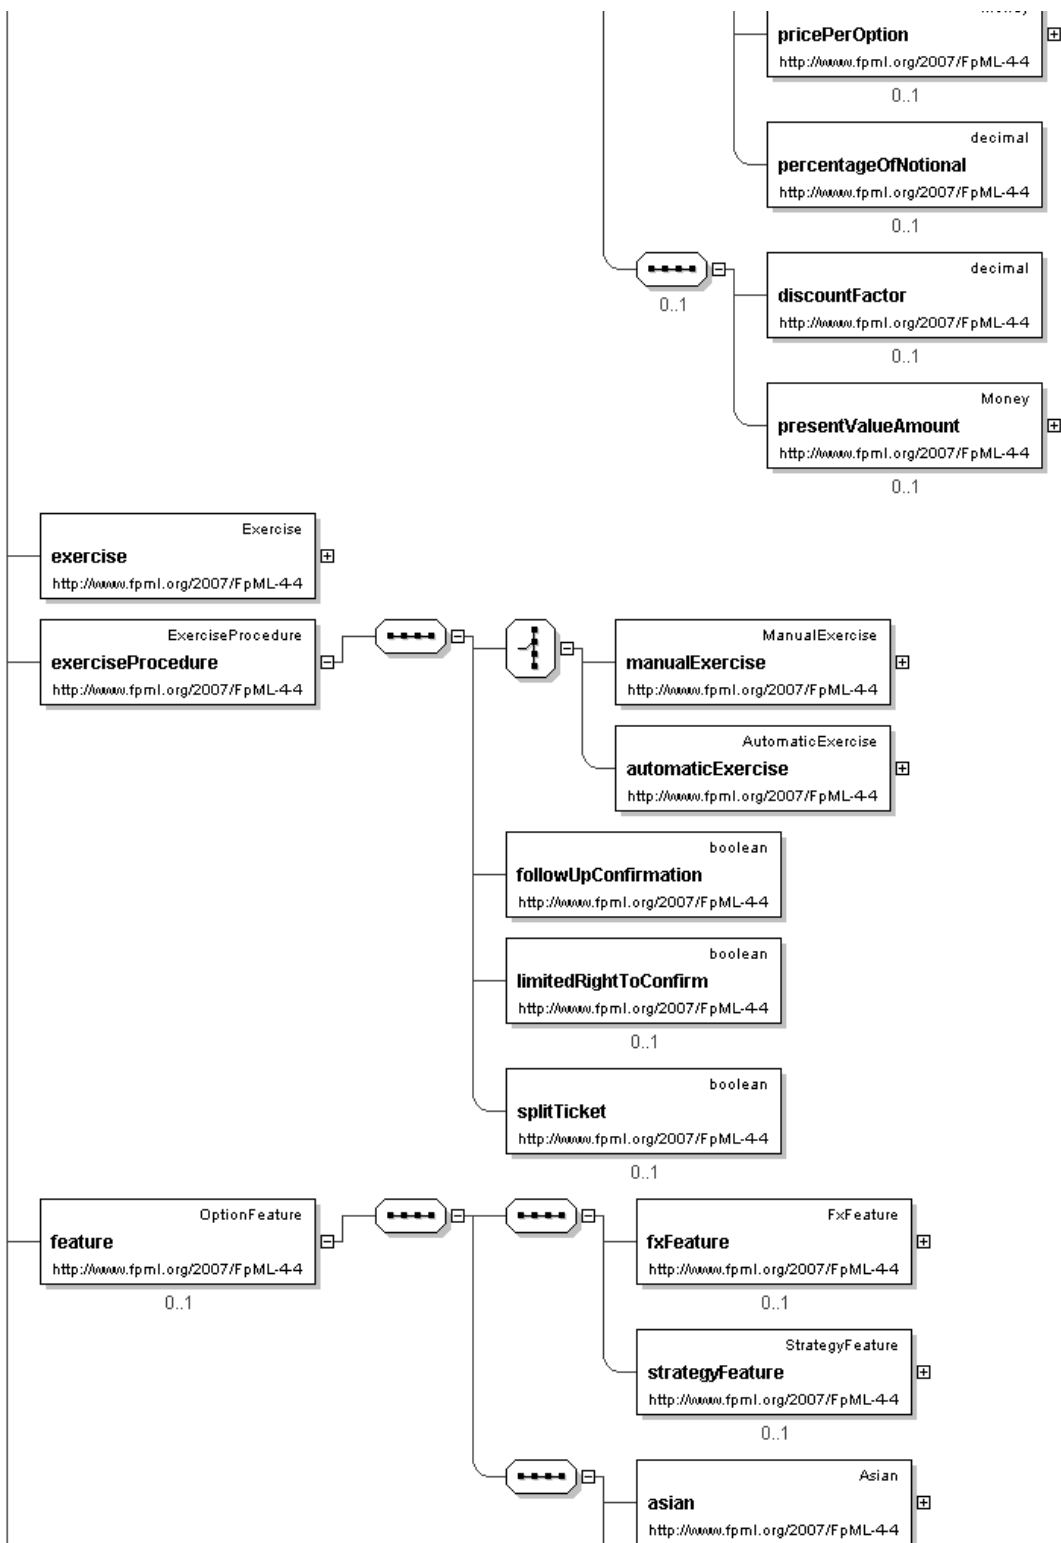 pricePerOption
http://www.fpml.org/2007/FpML-4-4
0..1
decimal
percentageOfNotional
http://www.fpml.org/2007/FpML-4-4
0..1
0..1
decimal
discountFactor
http://www.fpml.org/2007/FpML-4-4
0..1
Money
presentValueAmount
http://www.fpml.org/2007/FpML-4-4
0..1
Exercise
exercise
http://www.fpml.org/2007/FpML-4-4
ExerciseProcedure
exerciseProcedure
http://www.fpml.org/2007/FpML-4-4
ManualExercise
manualExercise
http://www.fpml.org/2007/FpML-4-4
AutomaticExercise
automaticExercise
http://www.fpml.org/2007/FpML-4-4
boolean
followUpConfirmation
http://www.fpml.org/2007/FpML-4-4
boolean
limitedRightToConfirm
http://www.fpml.org/2007/FpML-4-4
0..1
boolean
splitTicket
http://www.fpml.org/2007/FpML-4-4
0..1
OptionFeature
feature
http://www.fpml.org/2007/FpML-4-4
0..1
FxFeature
fxFeature
http://www.fpml.org/2007/FpML-4-4
0..1
StrategyFeature
strategyFeature
http://www.fpml.org/2007/FpML-4-4
0..1
Asian
asian
http://www.fpml.org/2007/FpML-4-4